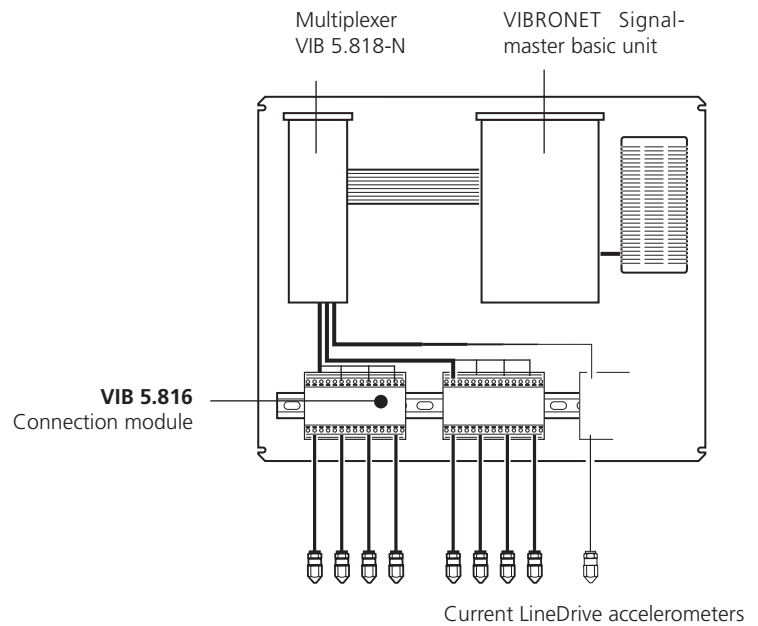 Multiplexer
VIB 5.818-N
VIBRONET Signal-
master basic unit
VIB 5.816
Connection module
Current LineDrive accelerometers